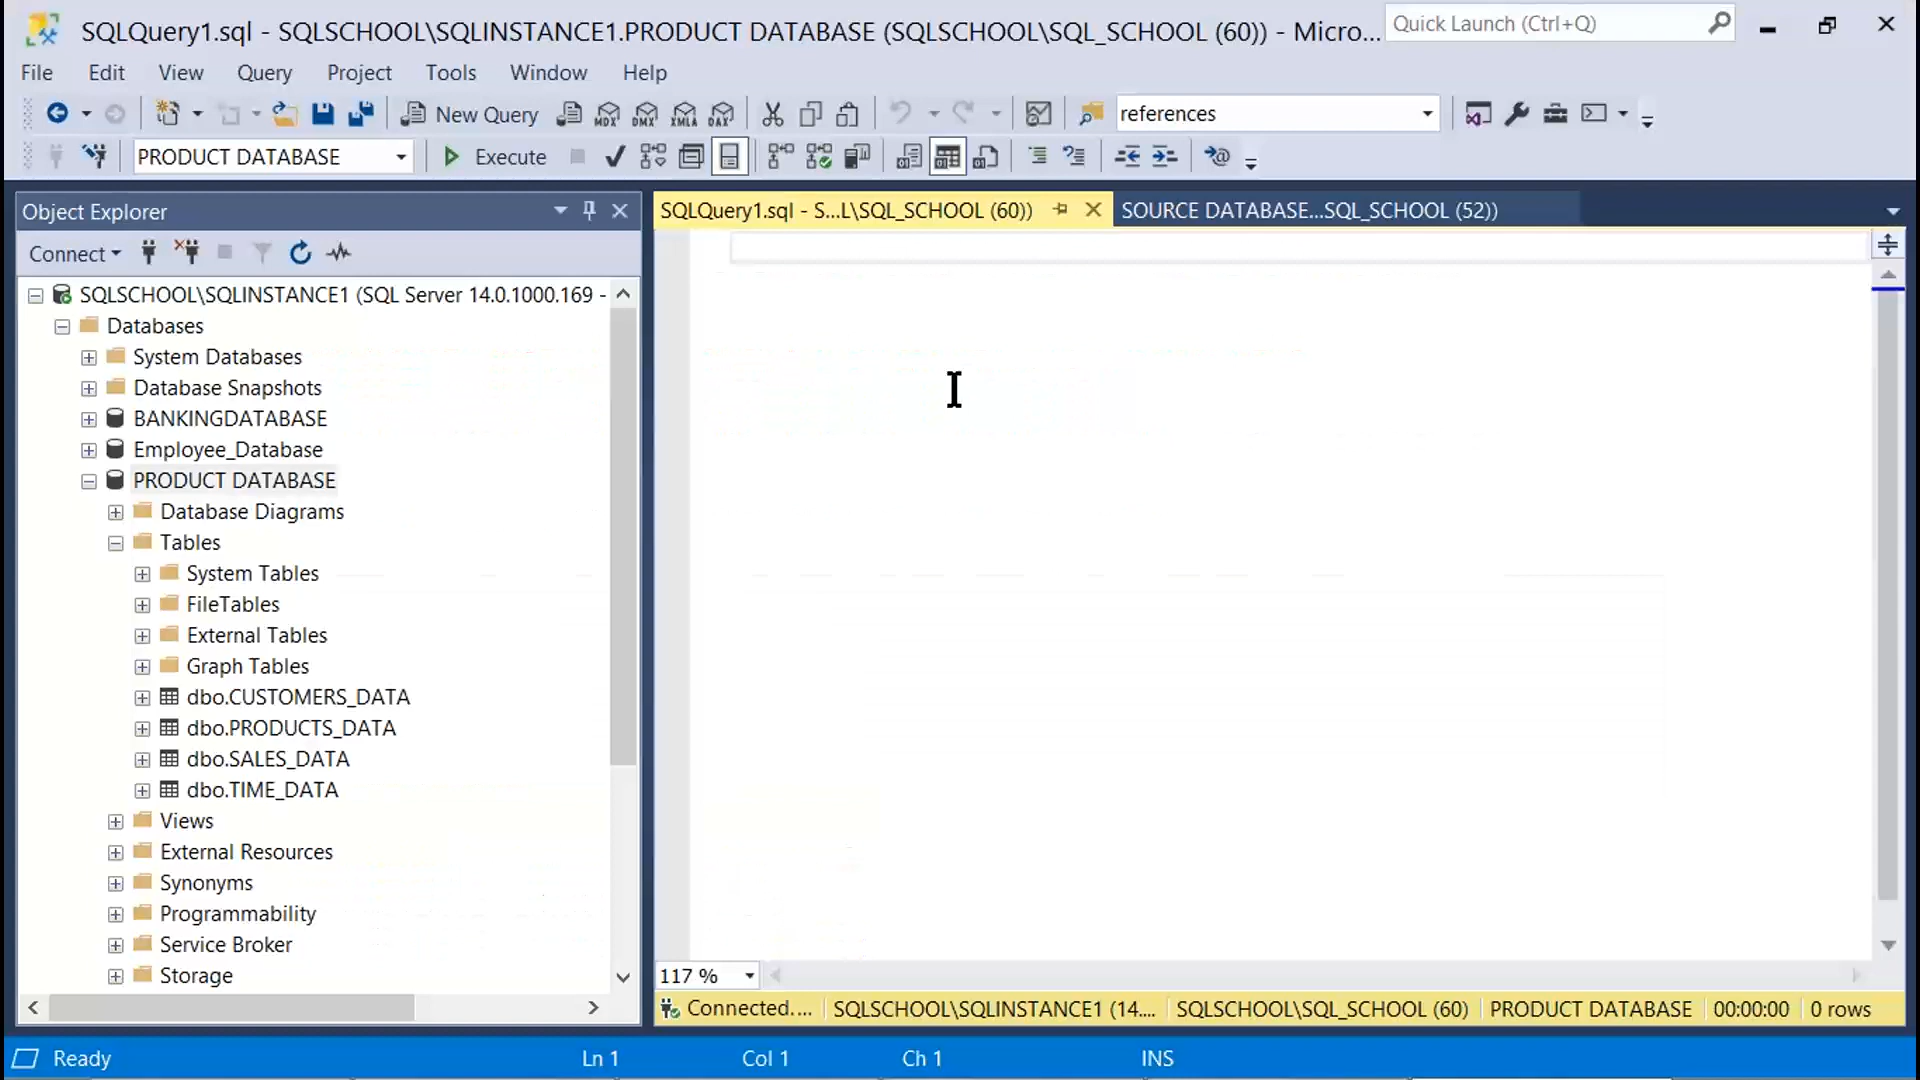 SQLQuery1.sql - SQLSCHOOL\SQLINSTANCE1.PRODUCT DATABASE (SQLSCHOOL\SQL_SCHOOL (60)) - Micro...
Quick Launch (Ctrl+Q)
File Edit View Query Project Tools Window Help
New Query MDX DMX XMLA DAX references
PRODUCT DATABASE Execute
Object Explorer
SQLQuery1.sql - S...L\SQL_SCHOOL (60))
SOURCE DATABASE...SQL_SCHOOL (52))
Connect
SQLSCHOOL\SQLINSTANCE1 (SQL Server 14.0.1000.169 -
Databases
System Databases
Database Snapshots
BANKINGDATABASE
Employee_Database
PRODUCT DATABASE
Database Diagrams
Tables
System Tables
FileTables
External Tables
Graph Tables
dbo.CUSTOMERS_DATA
dbo.PRODUCTS_DATA
dbo.SALES_DATA
dbo.TIME_DATA
Views
External Resources
Synonyms
Programmability
Service Broker
Storage
117 %
Connected.... SQLSCHOOL\SQLINSTANCE1 (14.... SQLSCHOOL\SQL_SCHOOL (60) PRODUCT DATABASE 00:00:00 0 rows
Ready Ln 1 Col 1 Ch 1 INS